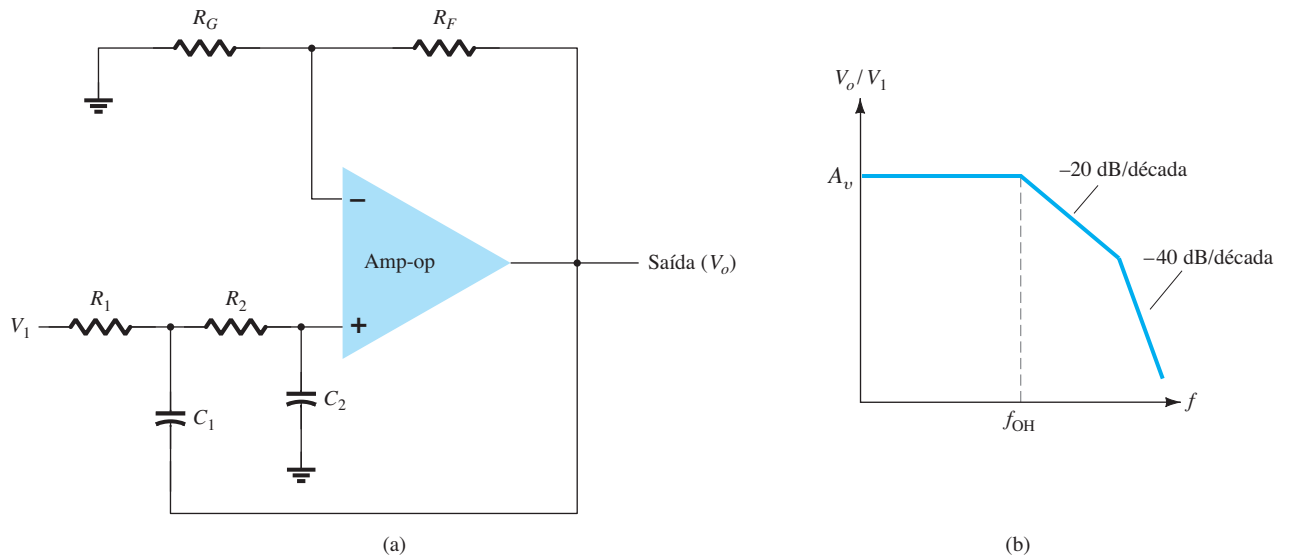 R_G
R_F
−
Amp-op
+
Saída (V_o)
R_1
R_2
V_1
C_1
C_2
(a)
V_o / V_1
A_v
−20 dB/década
−40 dB/década
f_OH
f
(b)